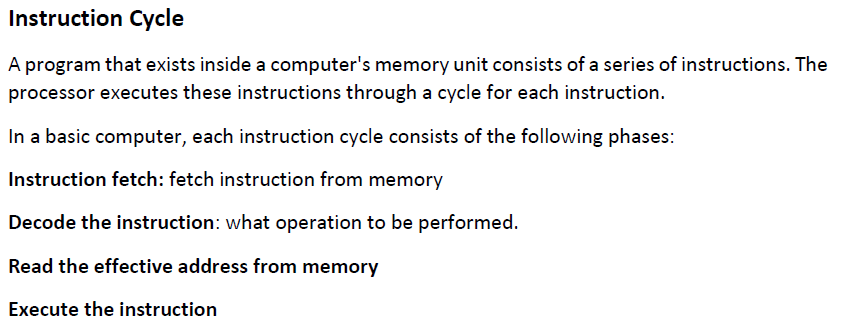 Instruction Cycle
A program that exists inside a computer's memory unit consists of a series of instructions. The
processor executes these instructions through a cycle for each instruction.
In a basic computer, each instruction cycle consists of the following phases:
Instruction fetch: fetch instruction from memory
Decode the instruction: what operation to be performed.
Read the effective address from memory
Execute the instruction